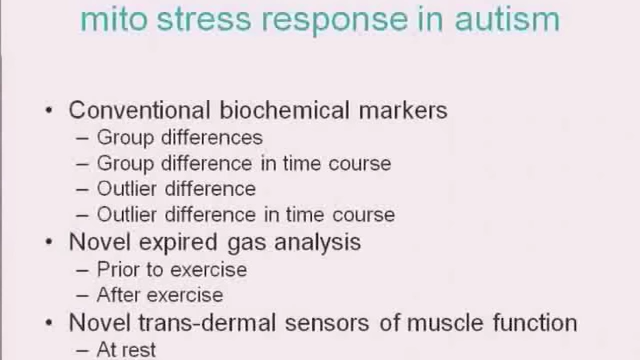 mito stress response in autism
• Conventional biochemical markers
– Group differences
– Group difference in time course
– Outlier difference
– Outlier difference in time course
• Novel expired gas analysis
– Prior to exercise
– After exercise
• Novel trans-dermal sensors of muscle function
– At rest